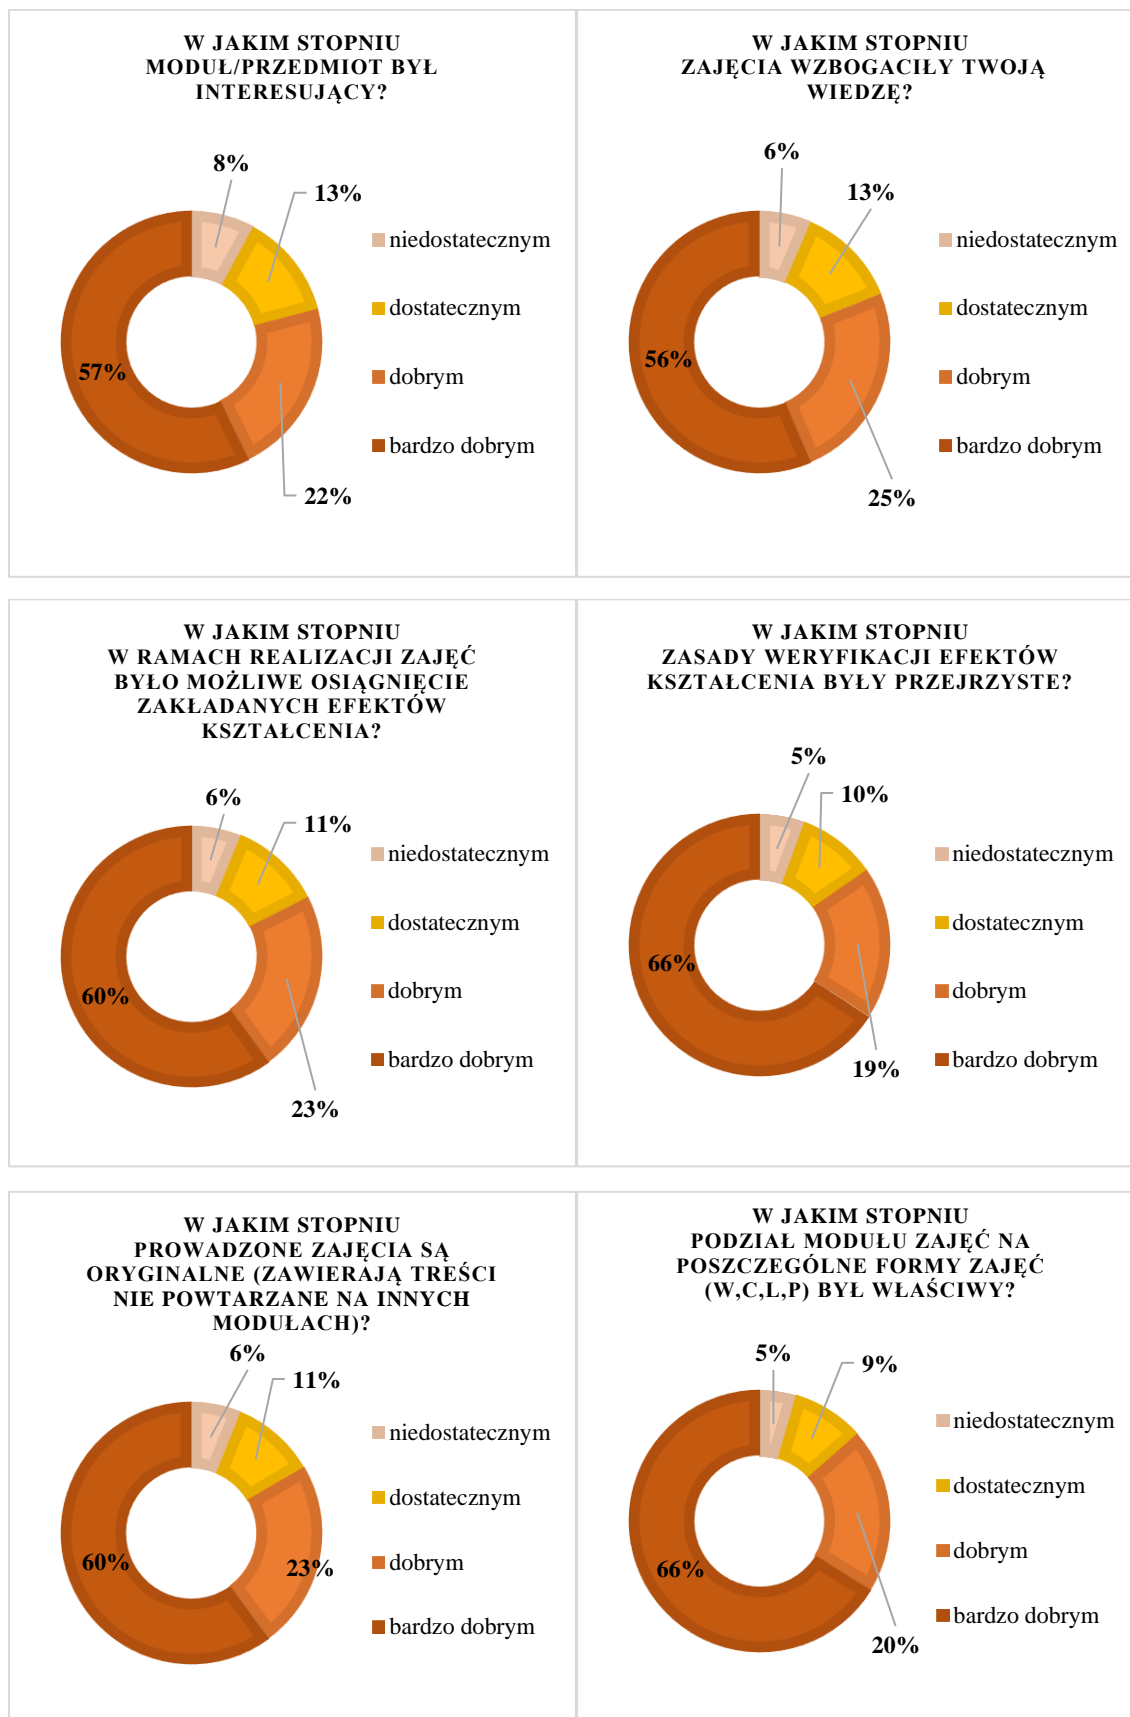 W JAKIM STOPNIU
MODUŁ/PRZEDMIOT BYŁ
INTERESUJĄCY?
8%
13%
57%
22%
niedostatecznym
dostatecznym
dobrym
bardzo dobrym
W JAKIM STOPNIU
ZAJĘCIA WZBOGACIŁY TWOJĄ
WIEDZĘ?
6%
13%
56%
25%
niedostatecznym
dostatecznym
dobrym
bardzo dobrym
W JAKIM STOPNIU
W RAMACH REALIZACJI ZAJĘĆ
BYŁO MOŻLIWE OSIĄGNIĘCIE
ZAKŁADANYCH EFEKTÓW
KSZTAŁCENIA?
6%
11%
60%
23%
niedostatecznym
dostatecznym
dobrym
bardzo dobrym
W JAKIM STOPNIU
ZASADY WERYFIKACJI EFEKTÓW
KSZTAŁCENIA BYŁY PRZEJRZYSTE?
5%
10%
66%
19%
niedostatecznym
dostatecznym
dobrym
bardzo dobrym
W JAKIM STOPNIU
PROWADZONE ZAJĘCIA SĄ
ORYGINALNE (ZAWIERAJĄ TREŚCI
NIE POWTARZANE NA INNYCH
MODUŁACH)?
6%
11%
60%
23%
niedostatecznym
dostatecznym
dobrym
bardzo dobrym
W JAKIM STOPNIU
PODZIAŁ MODUŁU ZAJĘĆ NA
POSZCZEGÓLNE FORMY ZAJĘĆ
(W,C,L,P) BYŁ WŁAŚCIWY?
5%
9%
66%
20%
niedostatecznym
dostatecznym
dobrym
bardzo dobrym